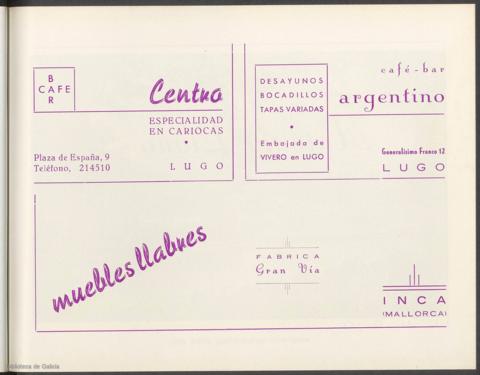 BAR
CAFE
Centro
ESPECIALIDAD
EN CARIOCAS
Plaza de España, 9
Teléfono, 214510
LUGO
DESAYUNOS
BOCADILLOS
TAPAS VARIADAS
Embajada de
VIVERO en LUGO
café-bar
argentino
Generalísimo Franco 12
LUGO
muebles llabres
FABRICA
Gran Vía
INCA
(MALLORCA)
Biblioteca de Galicia